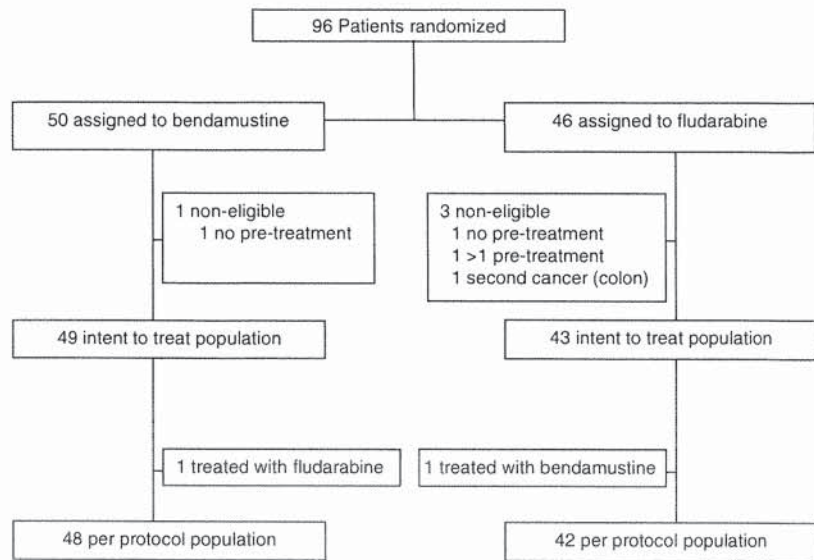 96 Patients randomized
50 assigned to bendamustine
46 assigned to fludarabine
1 non-eligible
1 no pre-treatment
3 non-eligible
1 no pre-treatment
1 >1 pre-treatment
1 second cancer (colon)
49 intent to treat population
43 intent to treat population
1 treated with fludarabine
1 treated with bendamustine
48 per protocol population
42 per protocol population